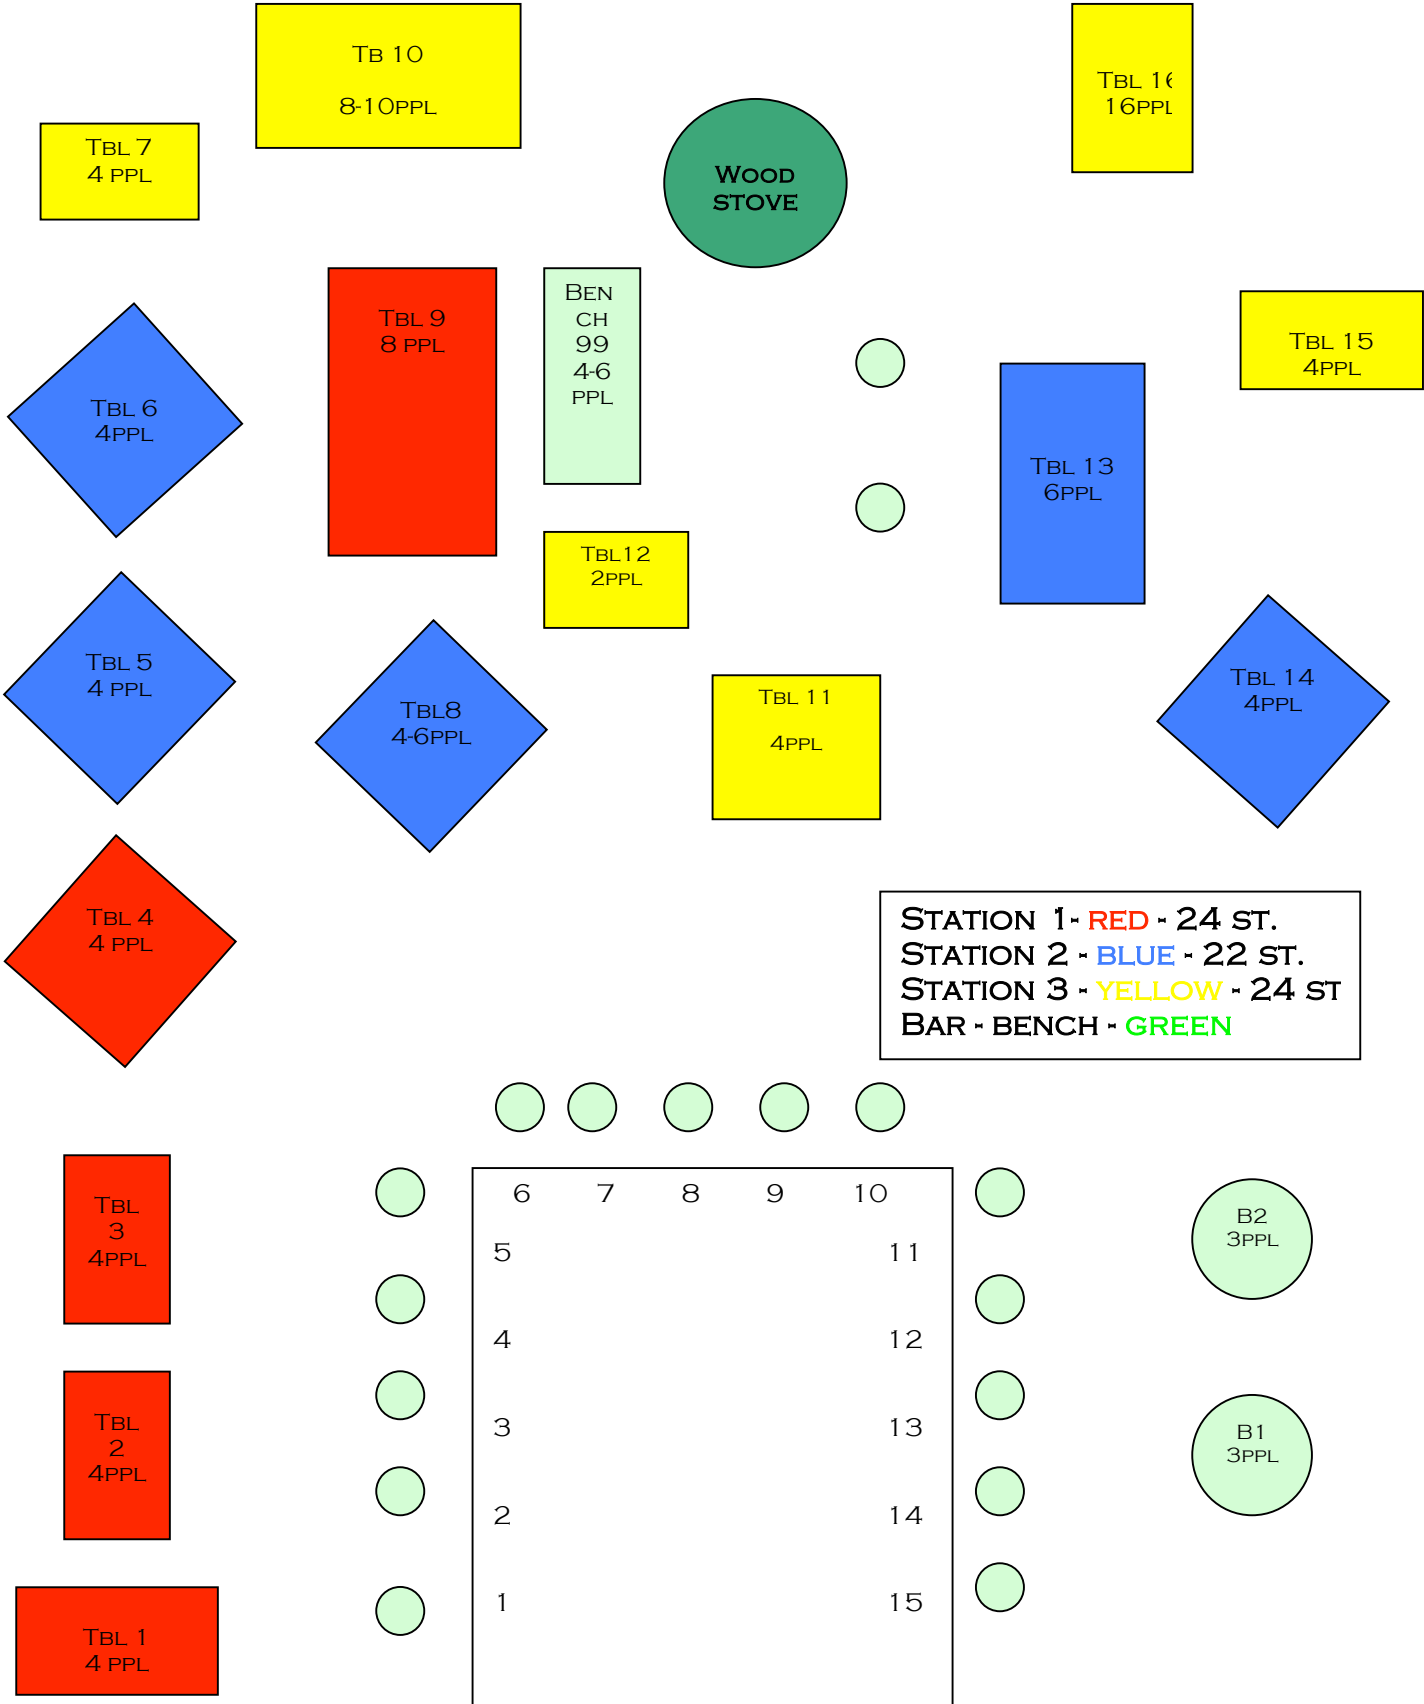 Tb 10
8-10ppl
Tbl 16
16ppl
Tbl 7
4 ppl
Wood
stove
Tbl 9
8 ppl
Ben
ch
99
4-6
ppl
Tbl 15
4ppl
Tbl 6
4ppl
Tbl 13
6ppl
Tbl12
2ppl
Tbl 5
4 ppl
Tbl8
4-6ppl
Tbl 11
4ppl
Tbl 14
4ppl
Tbl 4
4 ppl
Station 1- red - 24 st.
Station 2 - blue - 22 st.
Station 3 - yellow - 24 st
Bar - bench - green
Tbl
3
4ppl
6 7 8 9 10
5 11
4 12
3 13
2 14
1 15
B2
3ppl
B1
3ppl
Tbl
2
4ppl
Tbl 1
4 ppl